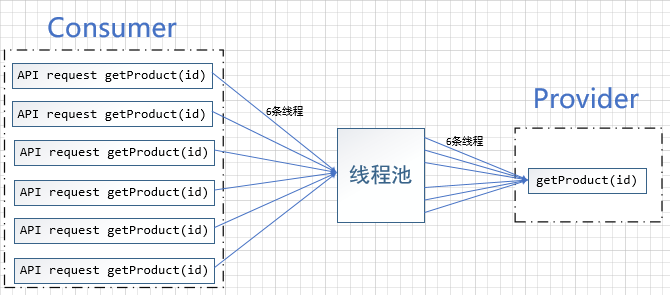 Consumer
API request getProduct(id)
API request getProduct(id)
API request getProduct(id)
API request getProduct(id)
API request getProduct(id)
API request getProduct(id)
6条线程
线程池
6条线程
Provider
getProduct(id)